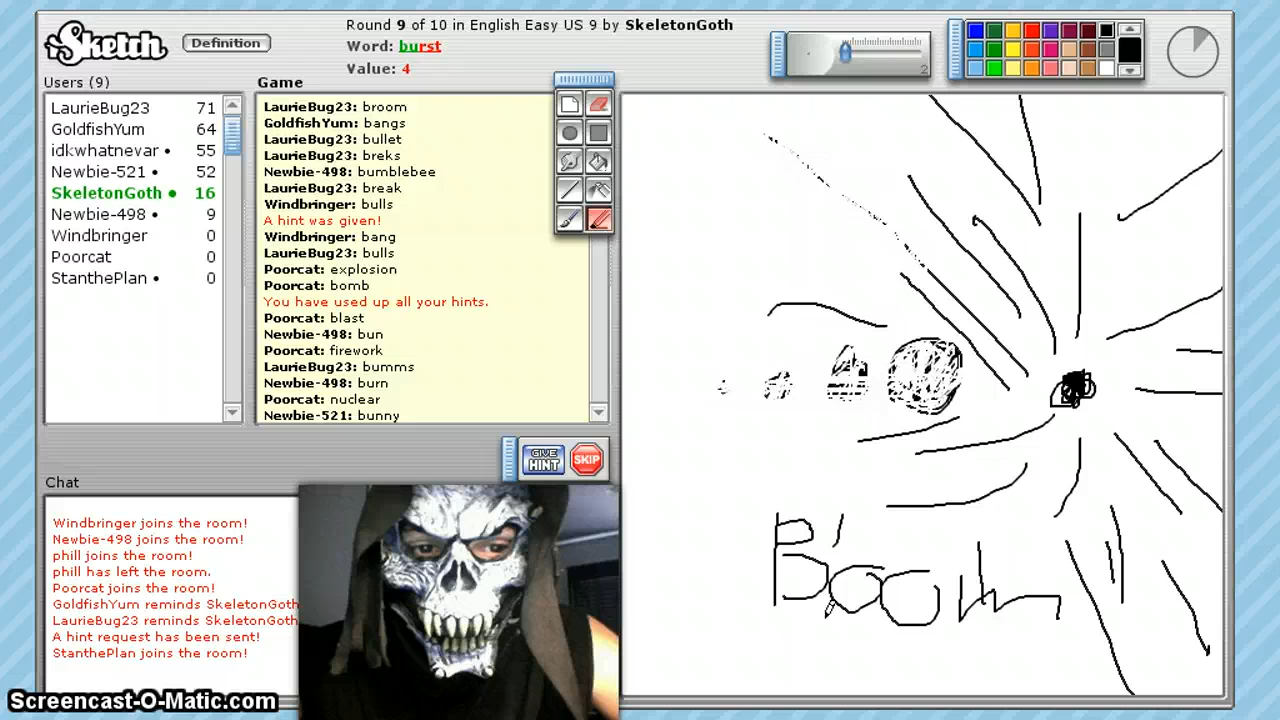 iSketch
Definition
Round 9 of 10 in English Easy US 9 by SkeletonGoth
Word: burst
Value: 4
2
Users (9)
LaurieBug23 71
GoldfishYum 64
idkwhatnevar • 55
Newbie-521 • 52
SkeletonGoth • 16
Newbie-498 • 9
Windbringer 0
Poorcat 0
StanthePlan • 0
Game
LaurieBug23: broom
GoldfishYum: bangs
LaurieBug23: bullet
LaurieBug23: breks
Newbie-498: bumblebee
LaurieBug23: break
Windbringer: bulls
A hint was given!
Windbringer: bang
LaurieBug23: bulls
Poorcat: explosion
Poorcat: bomb
You have used up all your hints.
Poorcat: blast
Newbie-498: bun
Poorcat: firework
LaurieBug23: bumms
Newbie-498: burn
Poorcat: nuclear
Newbie-521: bunny
GIVE
HINT
SKIP
Chat
Windbringer joins the room!
Newbie-498 joins the room!
phill joins the room!
phill has left the room.
Poorcat joins the room!
GoldfishYum reminds SkeletonGoth
LaurieBug23 reminds SkeletonGoth
A hint request has been sent!
StanthePlan joins the room!
Boom
Screencast-O-Matic.com